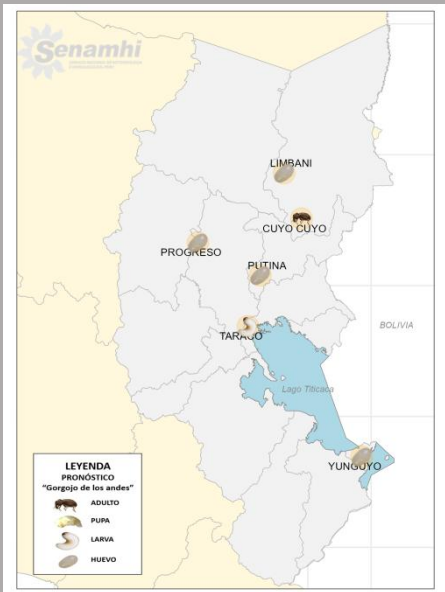 Senamhi
LIMBANI
CUYO CUYO
PROGRESO
PUTINA
TARACO
BOLIVIA
Lago Titicaca
YUNGUYO
LEYENDA
PRONÓSTICO
"Gorgojo de los andes"
ADULTO
PUPA
LARVA
HUEVO